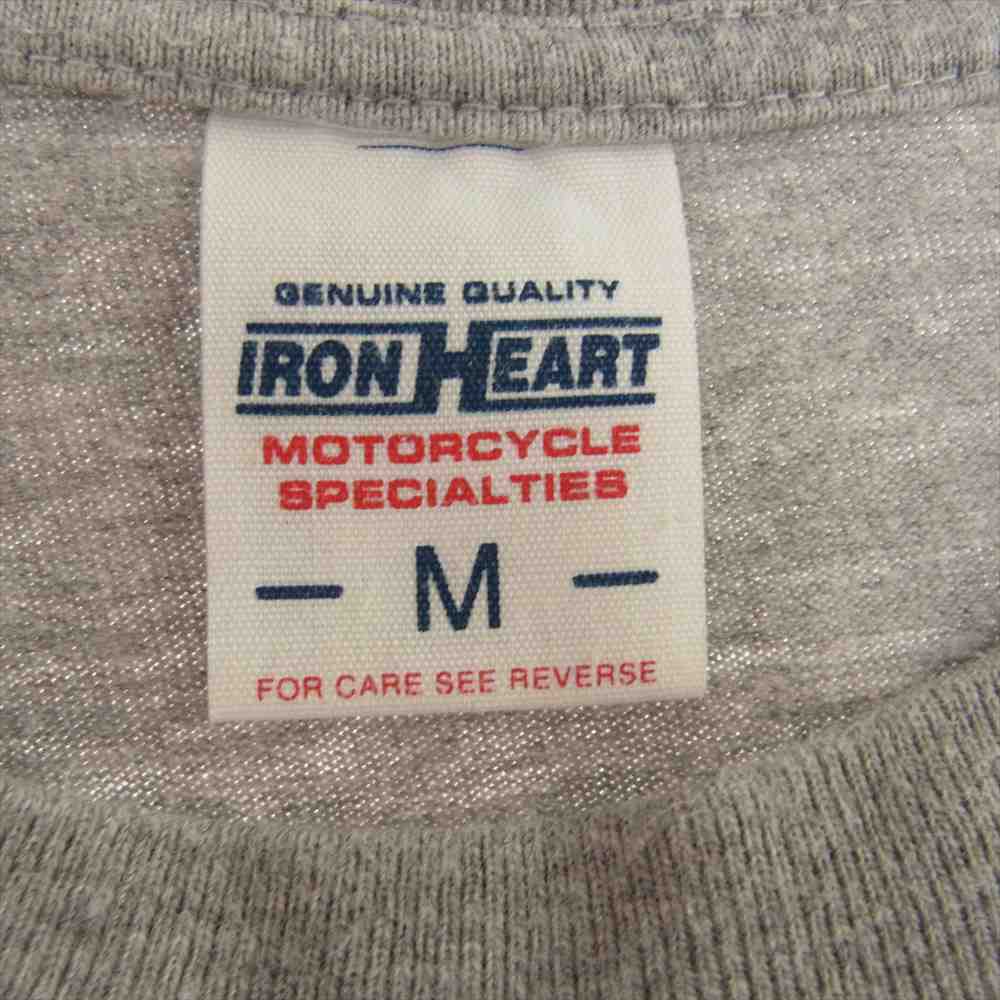 GENUINE QUALITY
IRON HEART
MOTORCYCLE
SPECIALTIES
— M —
FOR CARE SEE REVERSE